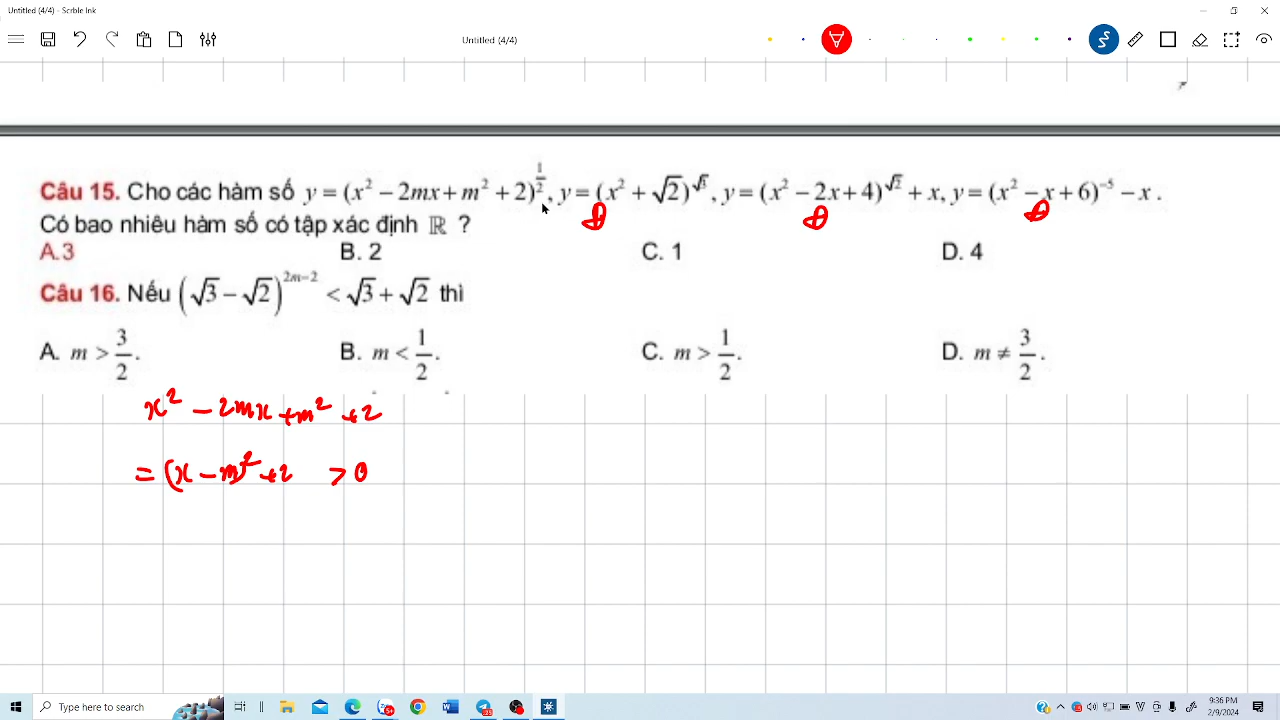 Untitled (4/4) - Scrble Ink
Untitled (4/4)
Câu 15. Cho các hàm số y = (x² − 2mx + m² + 2)^(1/2), y = (x² + √2)^√, y = (x² − 2x + 4)^√2 + x, y = (x² − x + 6)^−5 − x.
Có bao nhiêu hàm số có tập xác định ℝ ?
A.3 B. 2 C. 1 D. 4
Câu 16. Nếu (√3 − √2)^(2m−2) < √3 + √2 thì
A. m > 3/2. B. m < 1/2. C. m > 1/2. D. m ≠ 3/2.
x² − 2mx + m² + 2
= (x − m)² + 2 > 0
Type here to search
9:36 PM
2/9/2024